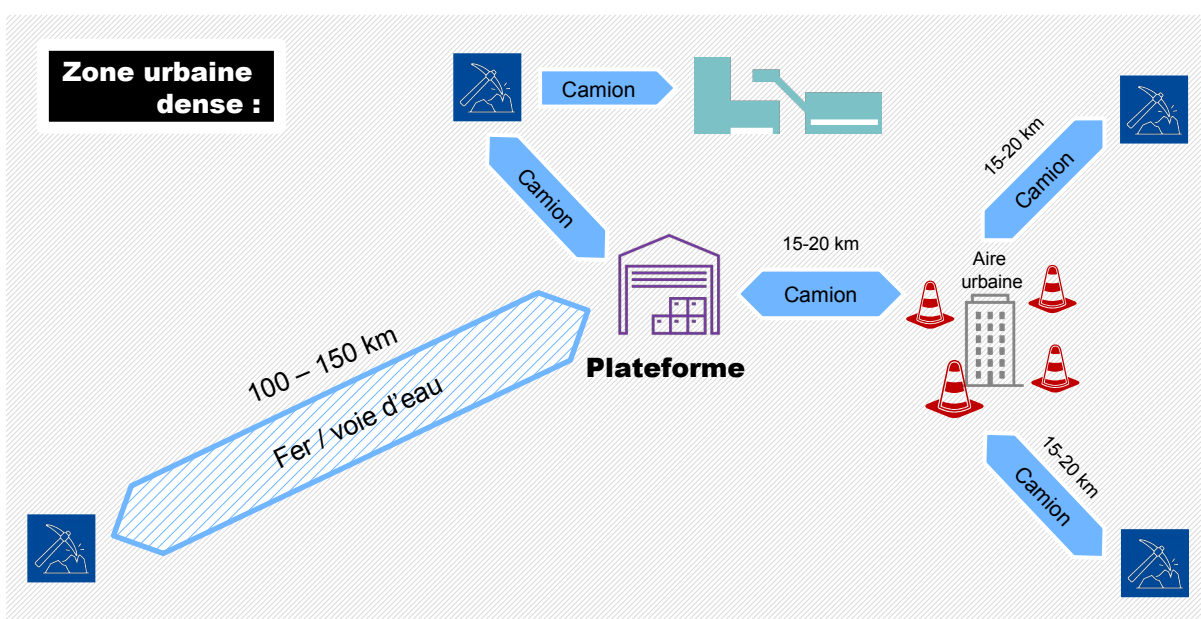 Zone urbaine
dense :
Camion
Camion
15-20 km
Camion
15-20 km
Camion
Aire
urbaine
Plateforme
100 – 150 km
Fer / voie d'eau
15-20 km
Camion